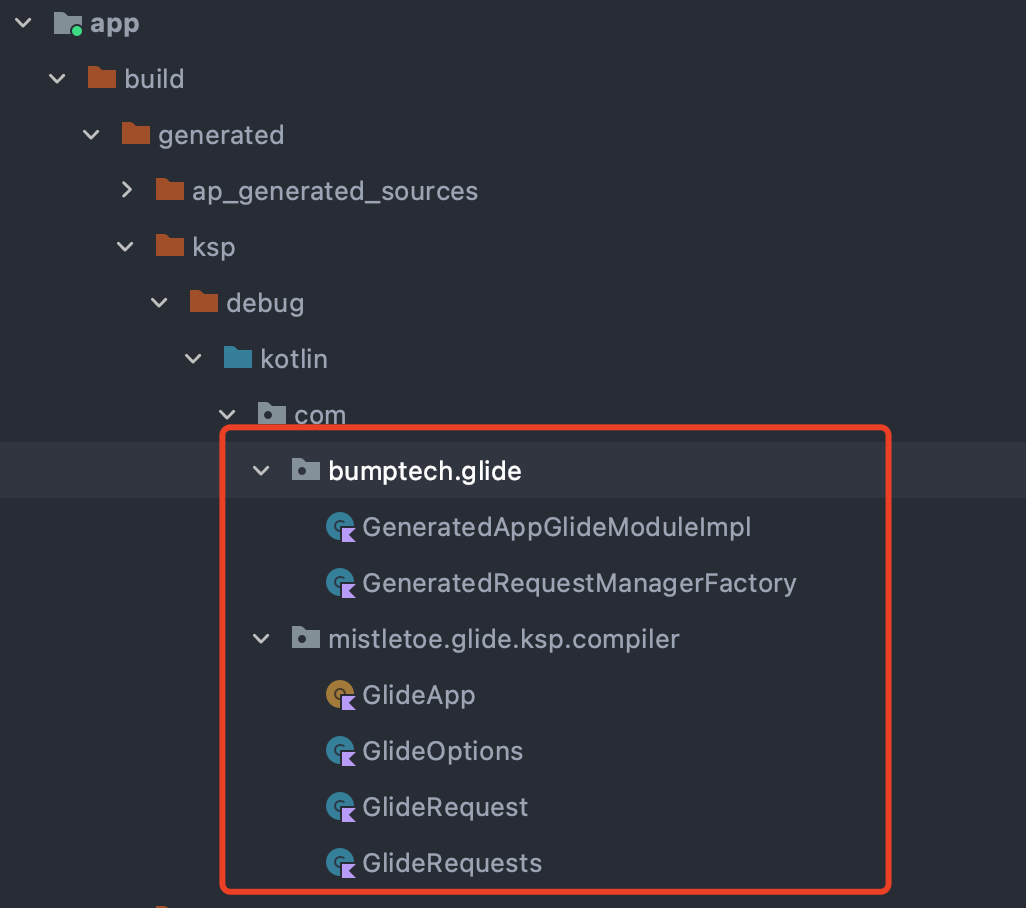 app
build
generated
ap_generated_sources
ksp
debug
kotlin
com
bumptech.glide
GeneratedAppGlideModuleImpl
GeneratedRequestManagerFactory
mistletoe.glide.ksp.compiler
GlideApp
GlideOptions
GlideRequest
GlideRequests